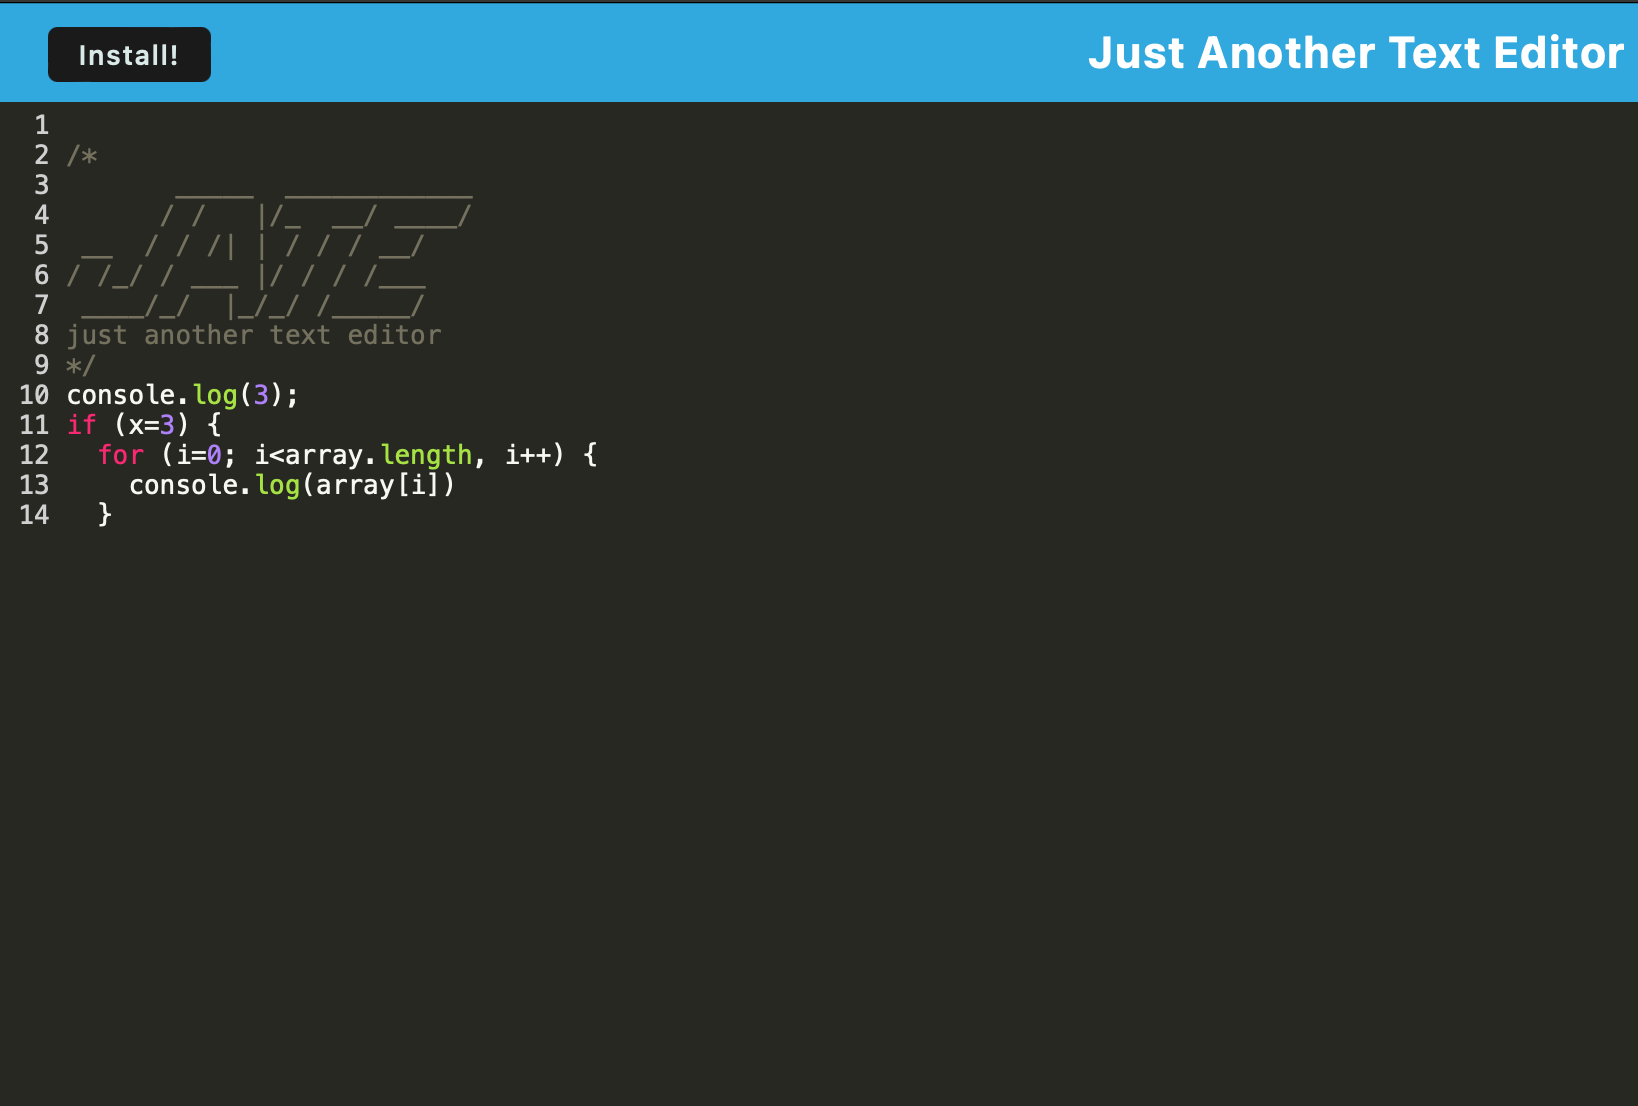 Install!
Just Another Text Editor
1
2 /*
3        _____  ____________
4       / /   |/_  __/ ____/
5  __  / / /| | / / / __/
6 / /_/ / ___ |/ / / /___
7  ____/_/  |_/_/ /_____/
8 just another text editor
9 */
10 console.log(3);
11 if (x=3) {
12   for (i=0; i<array.length, i++) {
13     console.log(array[i])
14   }